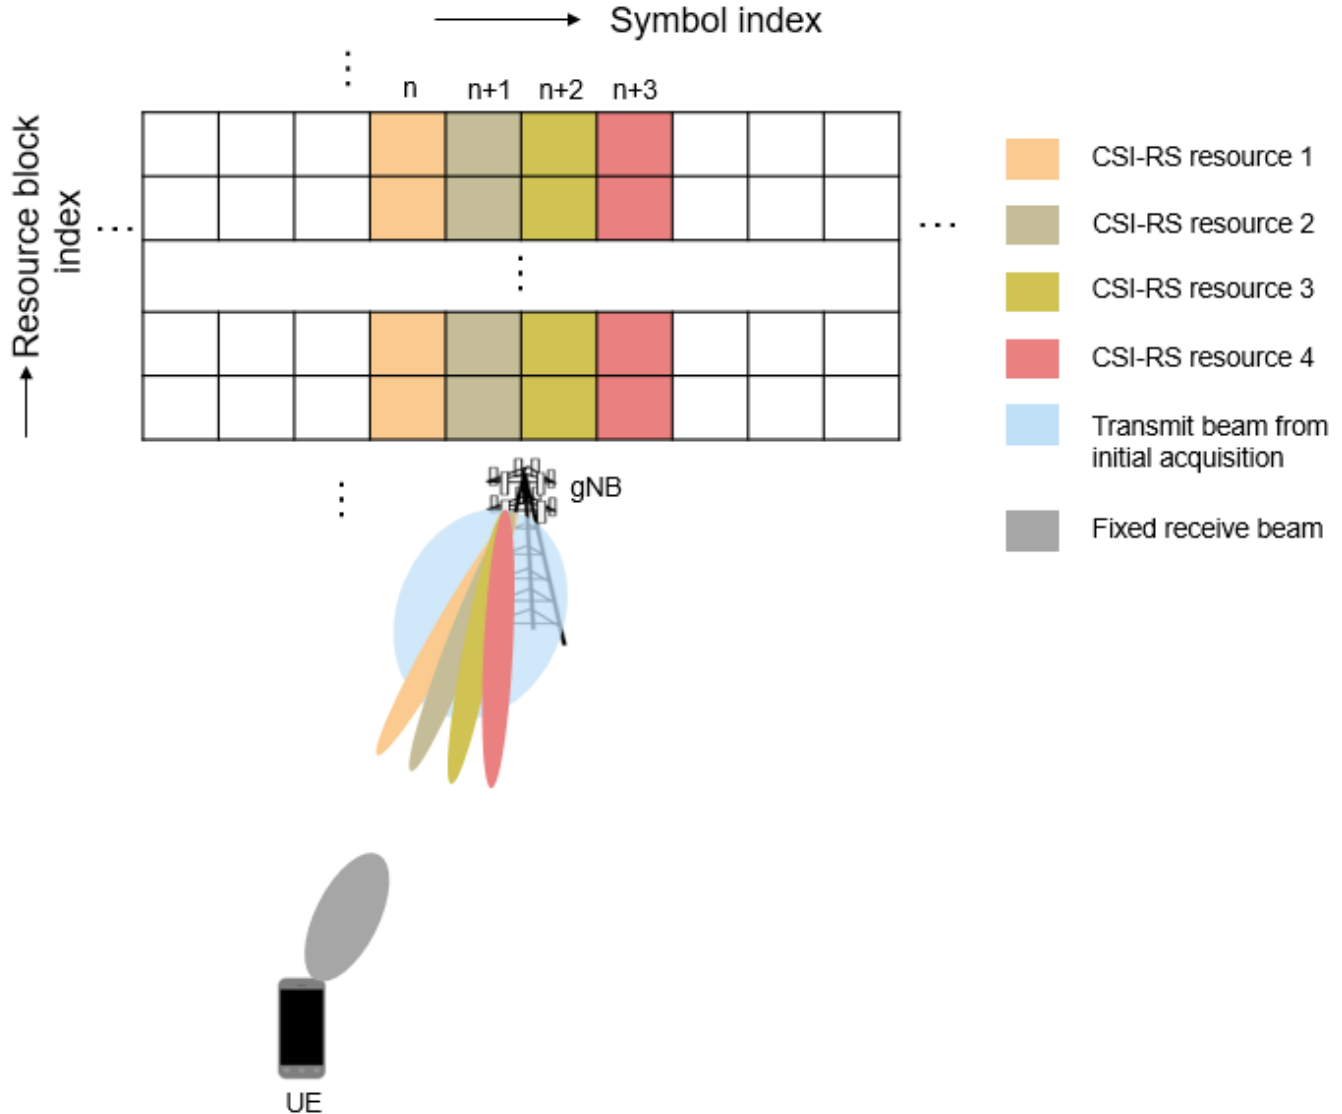 Symbol index
n n+1 n+2 n+3
Resource block
index
CSI-RS resource 1
CSI-RS resource 2
CSI-RS resource 3
CSI-RS resource 4
Transmit beam from
initial acquisition
Fixed receive beam
gNB
UE